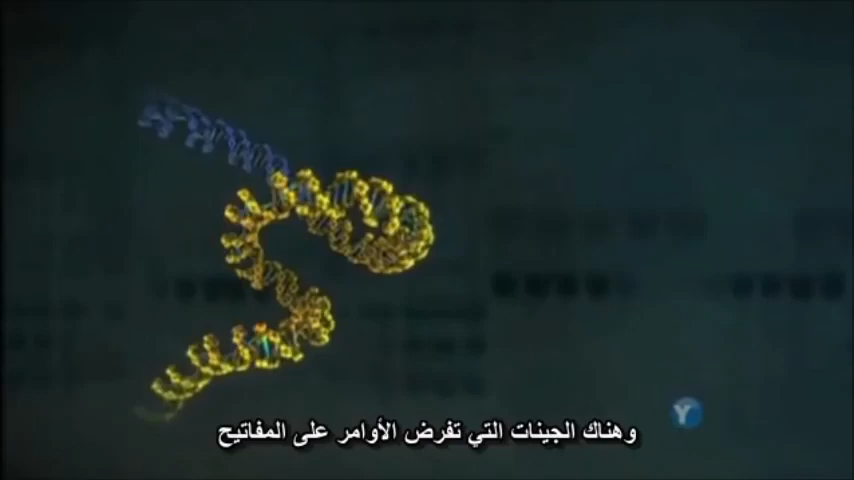 وهناك الجينات التي تفرض الأوامر على المفاتيح
Y